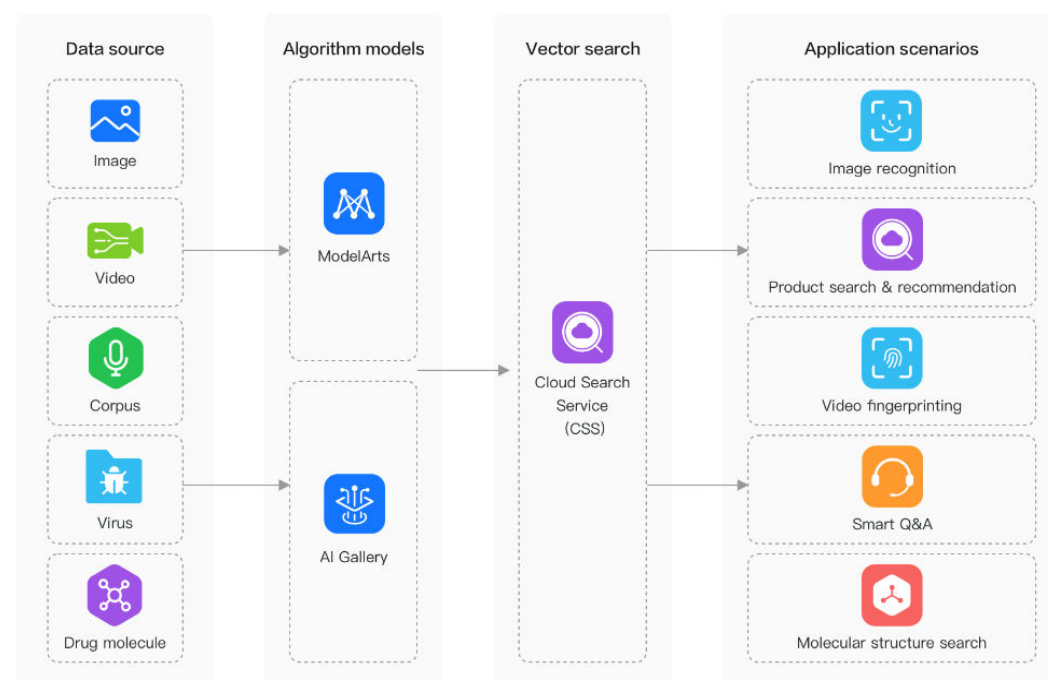 Data source
Algorithm models
Vector search
Application scenarios
Image
Video
Corpus
Virus
Drug molecule
ModelArts
AI Gallery
Cloud Search
Service
(CSS)
Image recognition
Product search & recommendation
Video fingerprinting
Smart Q&A
Molecular structure search